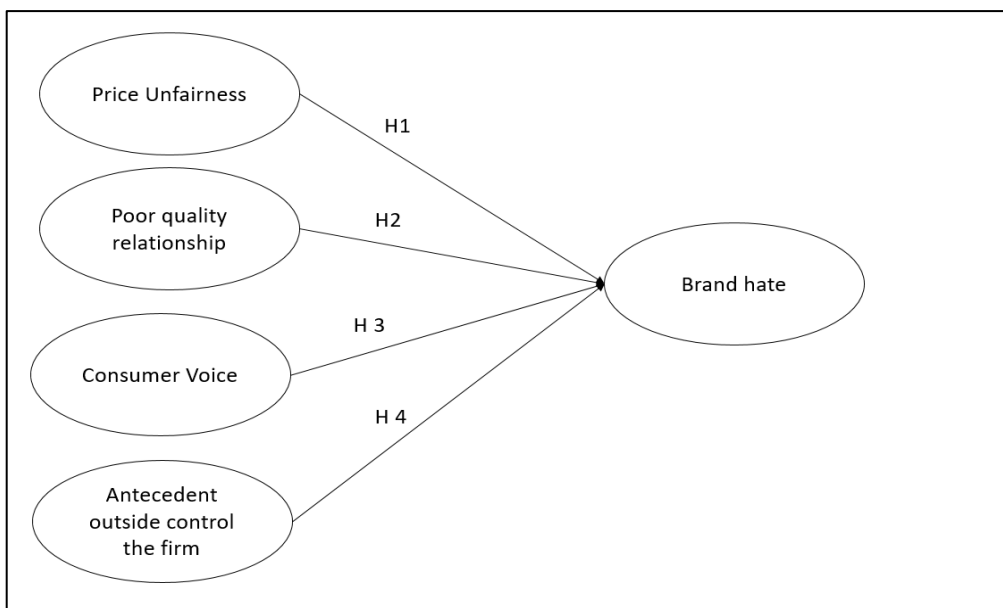 Price Unfairness
H1
Poor quality
relationship
H2
Brand hate
H 3
Consumer Voice
H 4
Antecedent
outside control
the firm